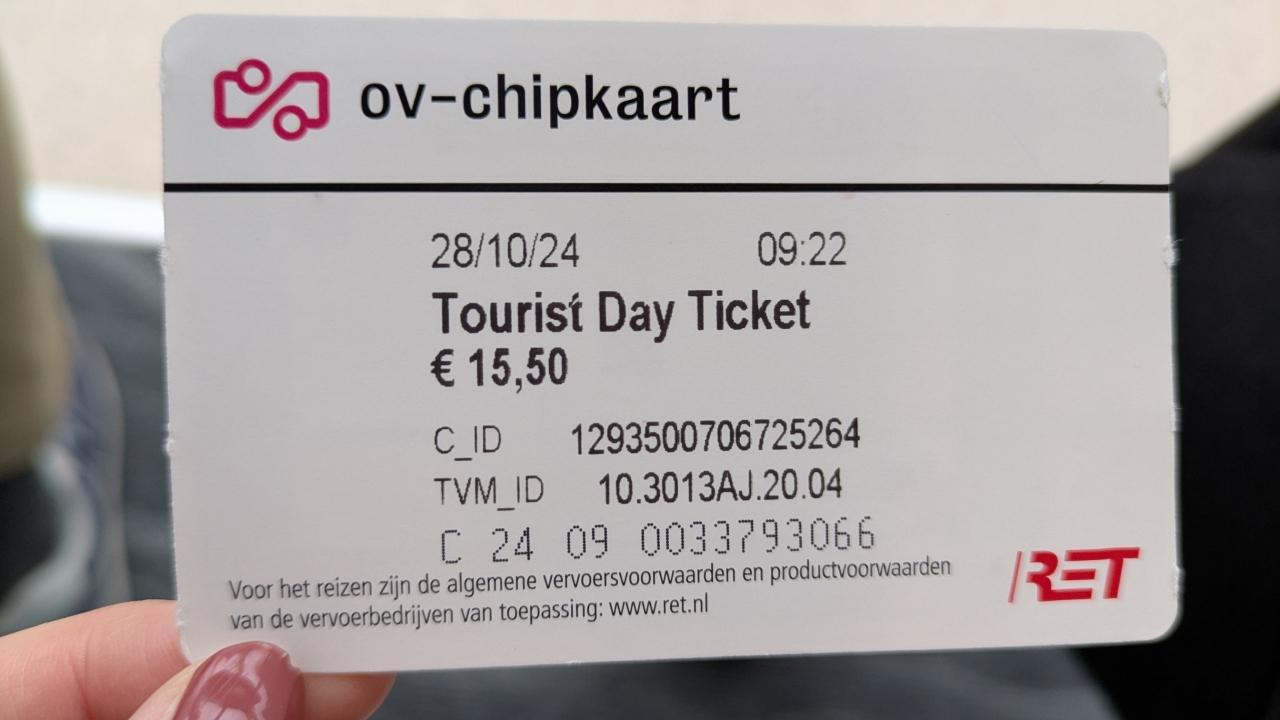 ov-chipkaart
28/10/24 09:22
Tourist Day Ticket
€ 15,50
C_ID 1293500706725264
TVM_ID 10.3013AJ.20.04
C 24 09 0033793066
Voor het reizen zijn de algemene vervoersvoorwaarden en productvoorwaarden
van de vervoerbedrijven van toepassing: www.ret.nl
RET